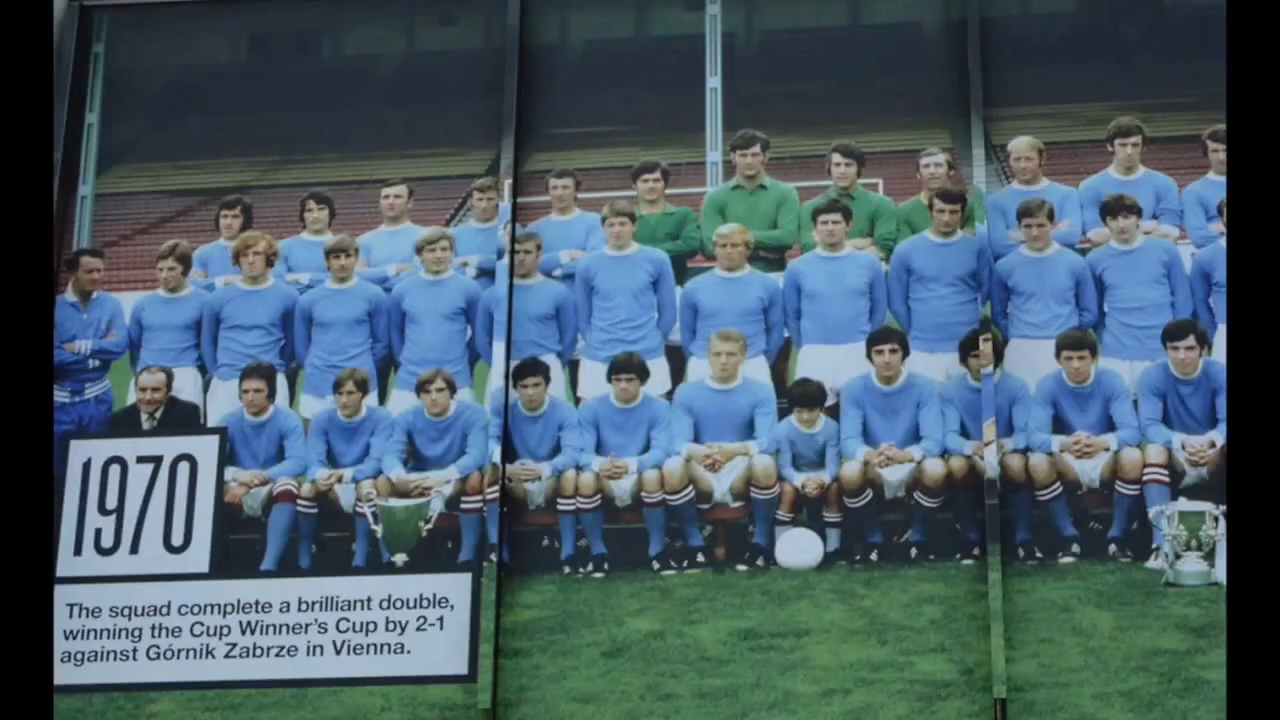 1970
The squad complete a brilliant double,
winning the Cup Winner's Cup by 2-1
against Górnik Zabrze in Vienna.